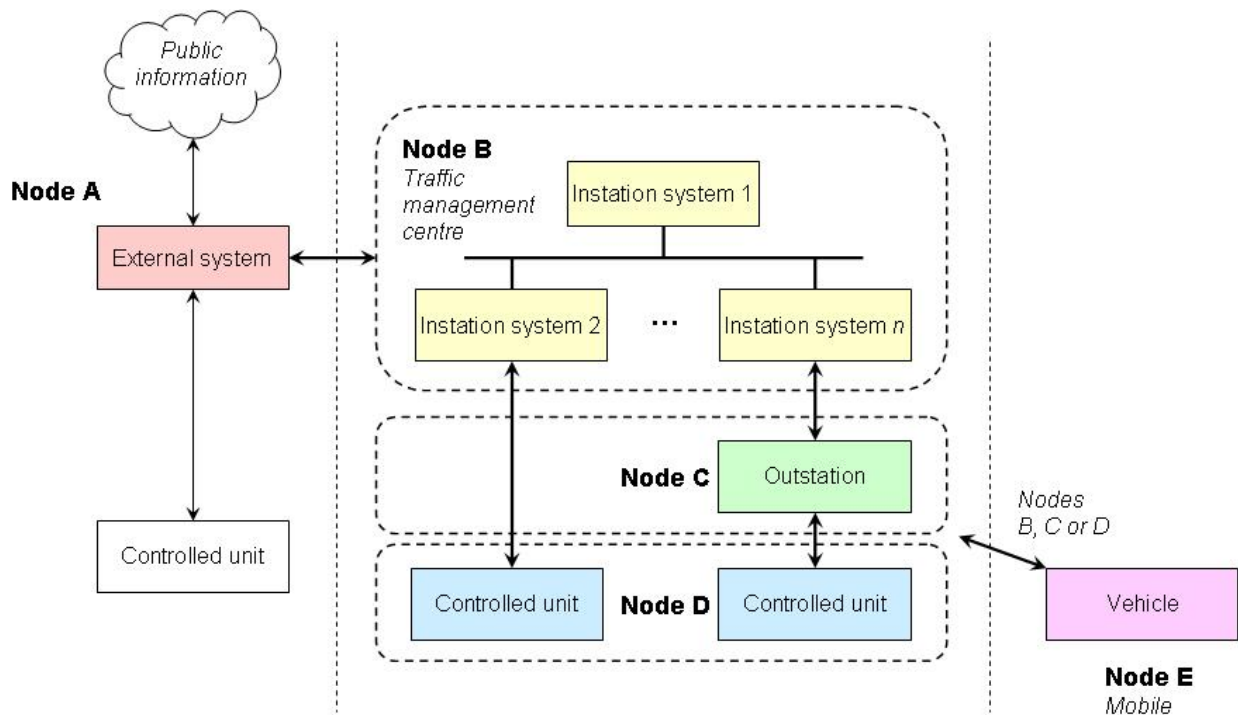 Public
information
Node A
External system
Controlled unit
Node B
Traffic
management
centre
Instation system 1
Instation system 2
...
Instation system n
Node C
Outstation
Controlled unit
Node D
Controlled unit
Nodes
B, C or D
Vehicle
Node E
Mobile